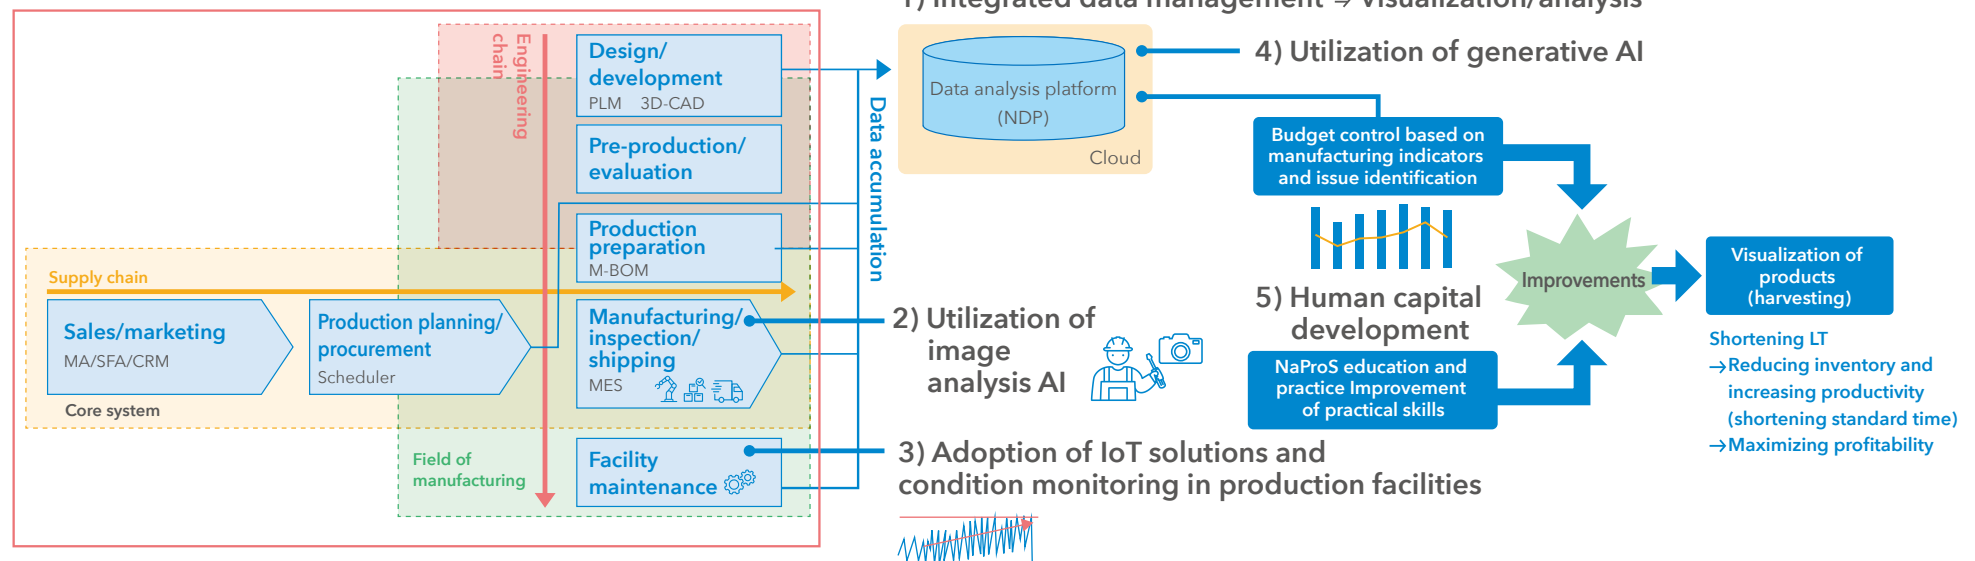 1) Integrated data management → Visualization/analysis
Engineering
chain
Design/
development
PLM 3D-CAD
Pre-production/
evaluation
Production
preparation
M-BOM
Supply chain
Sales/marketing
MA/SFA/CRM
Production planning/
procurement
Scheduler
Manufacturing/
inspection/
shipping
MES
Core system
Field of
manufacturing
Facility
maintenance
Data accumulation
Data analysis platform
(NDP)
Cloud
4) Utilization of generative AI
Budget control based on
manufacturing indicators
and issue identification
2) Utilization of
image
analysis AI
5) Human capital
development
NaProS education and
practice Improvement
of practical skills
3) Adoption of IoT solutions and
condition monitoring in production facilities
Improvements
Visualization of
products
(harvesting)
Shortening LT
→Reducing inventory and
increasing productivity
(shortening standard time)
→Maximizing profitability